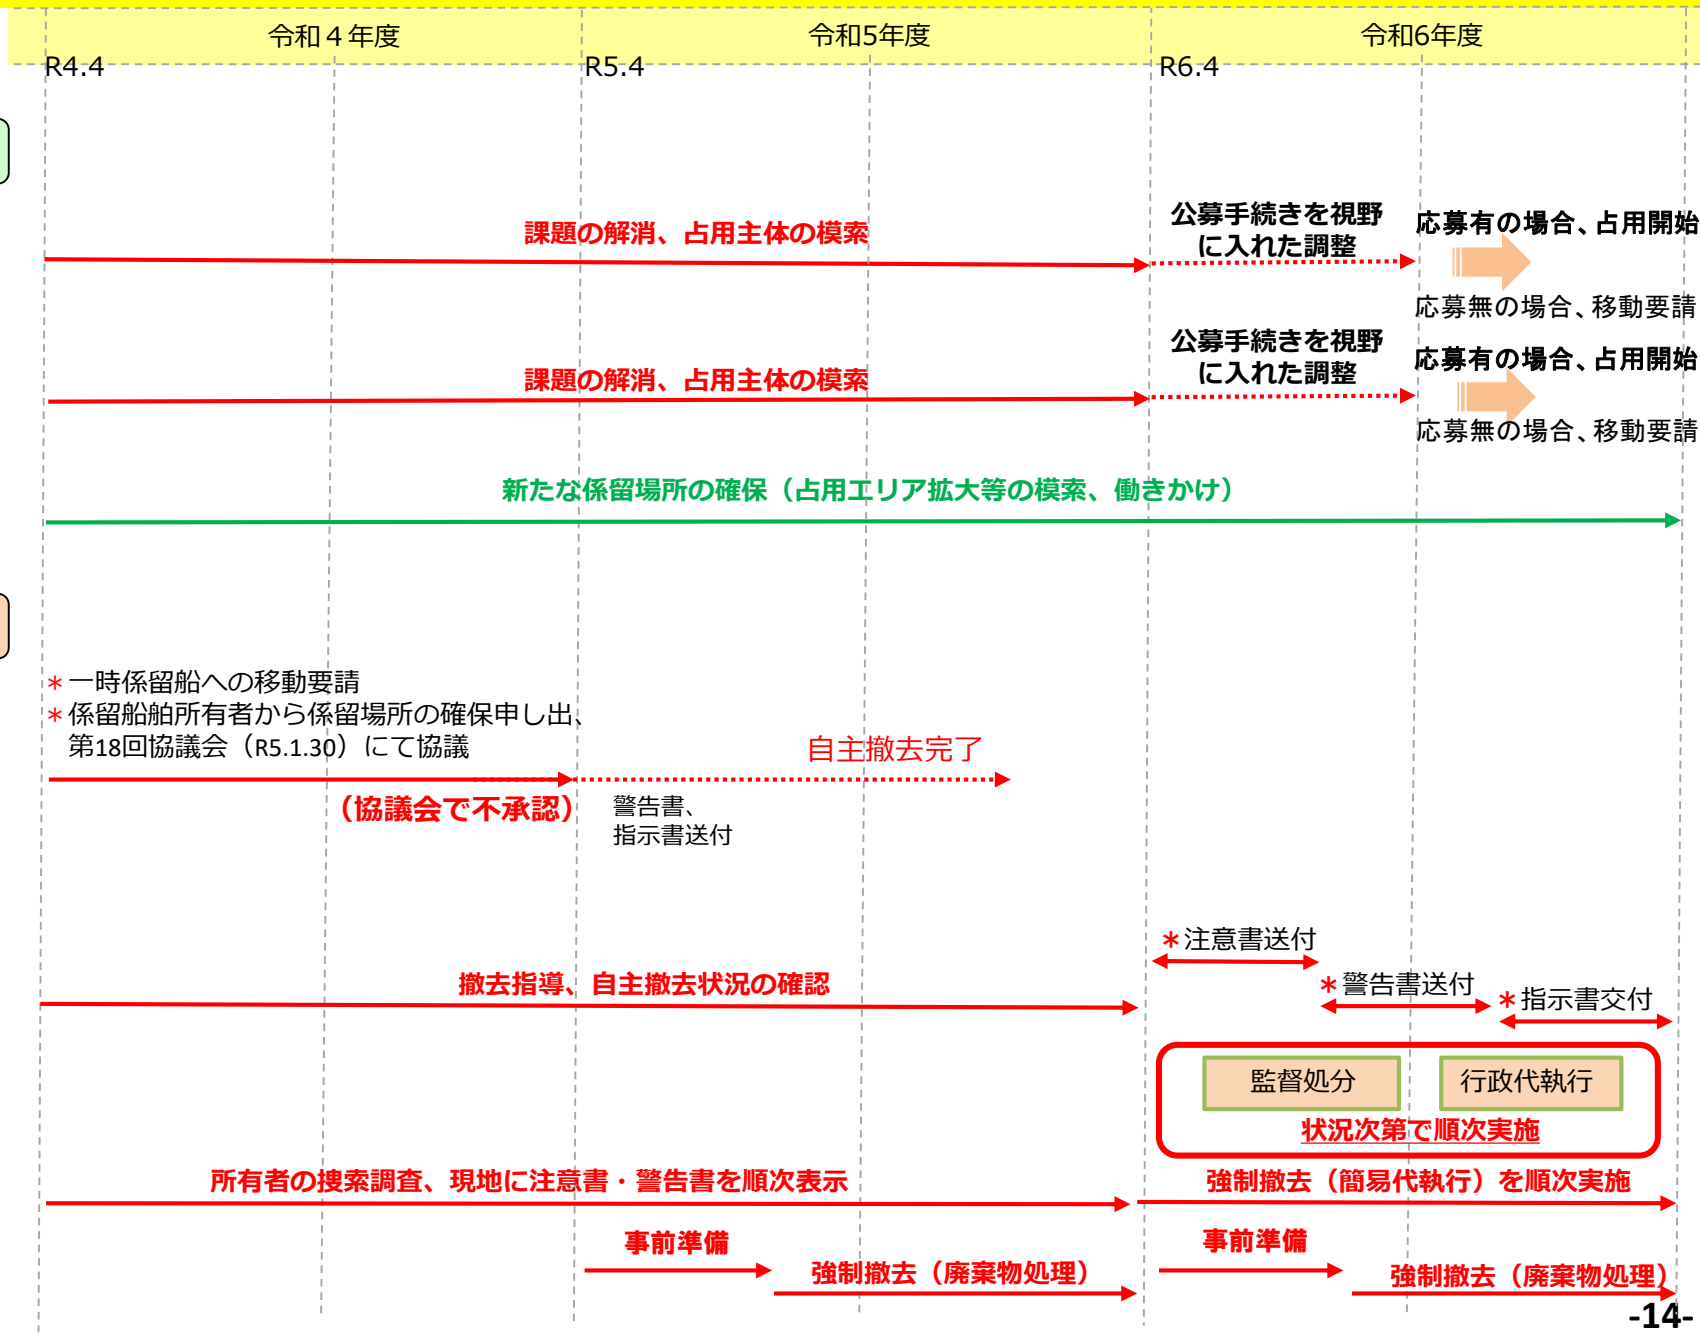 令和４年度
令和5年度
令和6年度
R4.4
R5.4
R6.4
課題の解消、占用主体の模索
公募手続きを視野
に入れた調整
応募有の場合、占用開始
応募無の場合、移動要請
課題の解消、占用主体の模索
公募手続きを視野
に入れた調整
応募有の場合、占用開始
応募無の場合、移動要請
新たな係留場所の確保（占用エリア拡大等の模索、働きかけ）
＊一時係留船への移動要請
＊係留船舶所有者から係留場所の確保申し出、
第18回協議会（R5.1.30）にて協議
自主撤去完了
（協議会で不承認）
警告書、
指示書送付
＊注意書送付
撤去指導、自主撤去状況の確認
＊警告書送付
＊指示書交付
監督処分
行政代執行
状況次第で順次実施
所有者の捜索調査、現地に注意書・警告書を順次表示
強制撤去（簡易代執行）を順次実施
事前準備
強制撤去（廃棄物処理）
事前準備
強制撤去（廃棄物処理）
-14-